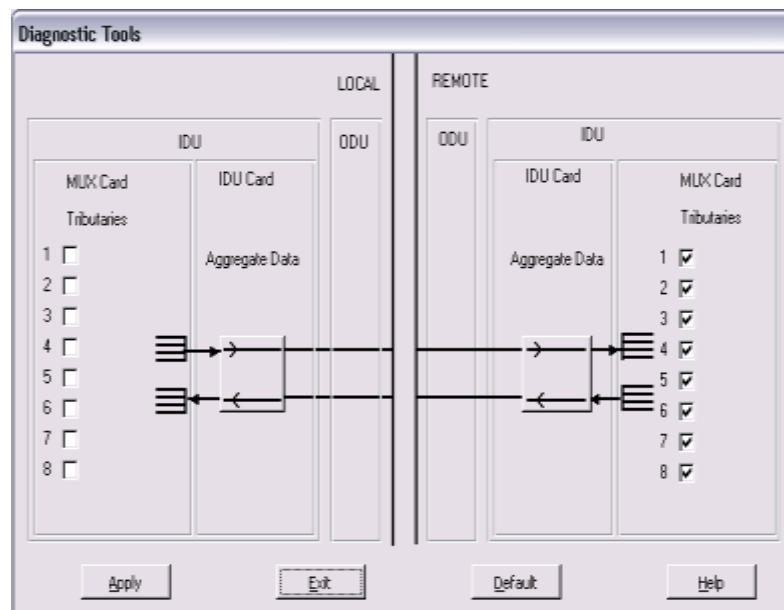 Diagnostic Tools
LOCAL
REMOTE
IDU
ODU
ODU
IDU
MUX Card
IDU Card
IDU Card
MUX Card
Tributaries
Tributaries
Aggregate Data
Aggregate Data
1
2
3
4
5
6
7
8
1
2
3
4
5
6
7
8
Apply
Exit
Default
Help